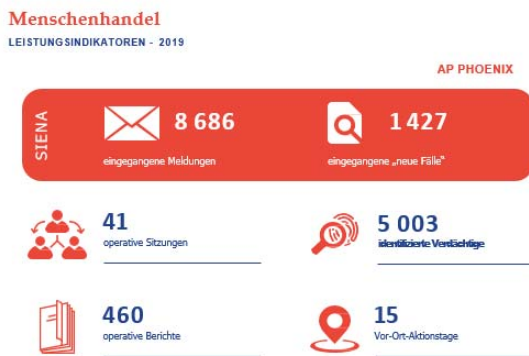 Menschenhandel
LEISTUNGSINDIKATOREN - 2019
AP PHOENIX
SIENA
8 686
eingegangene Meldungen
1 427
eingegangene „neue Fälle“
41
operative Sitzungen
5 003
identifizierte Verdächtige
460
operative Berichte
15
Vor-Ort-Aktionstage